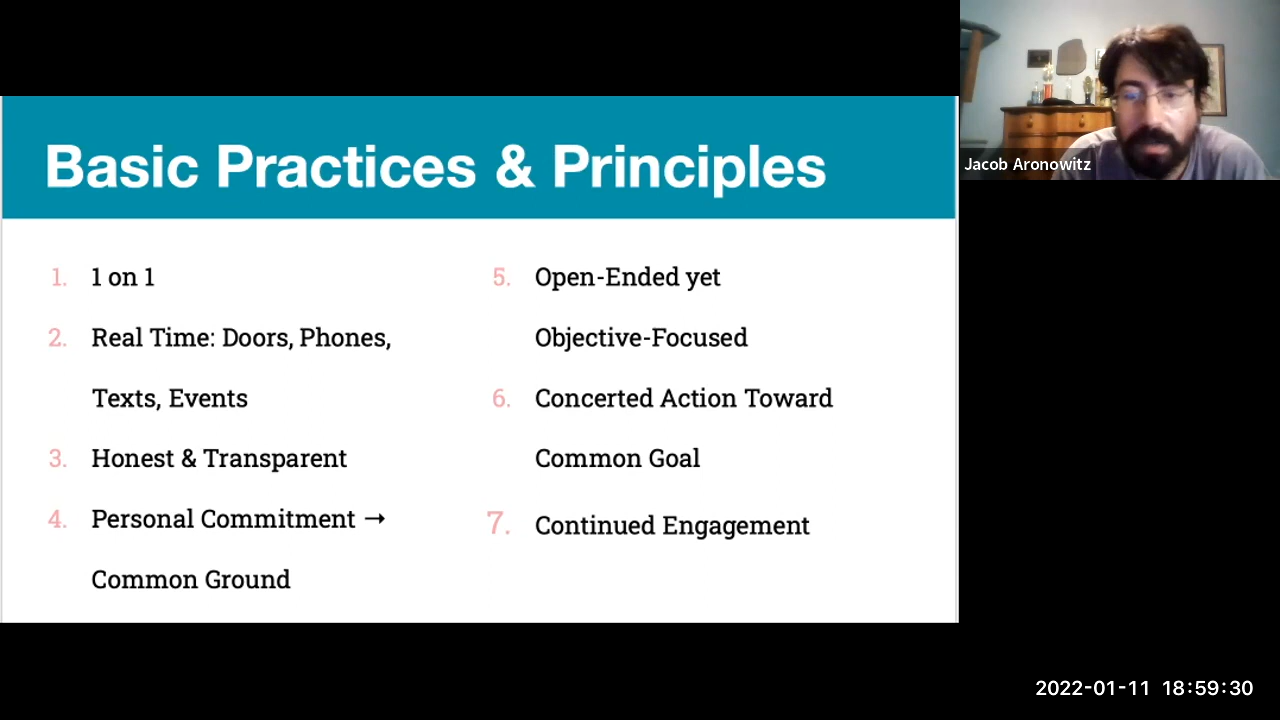 Basic Practices & Principles
1. 1 on 1
2. Real Time: Doors, Phones,
Texts, Events
3. Honest & Transparent
4. Personal Commitment →
Common Ground
5. Open-Ended yet
Objective-Focused
6. Concerted Action Toward
Common Goal
7. Continued Engagement
Jacob Aronowitz
2022-01-11 18:59:30